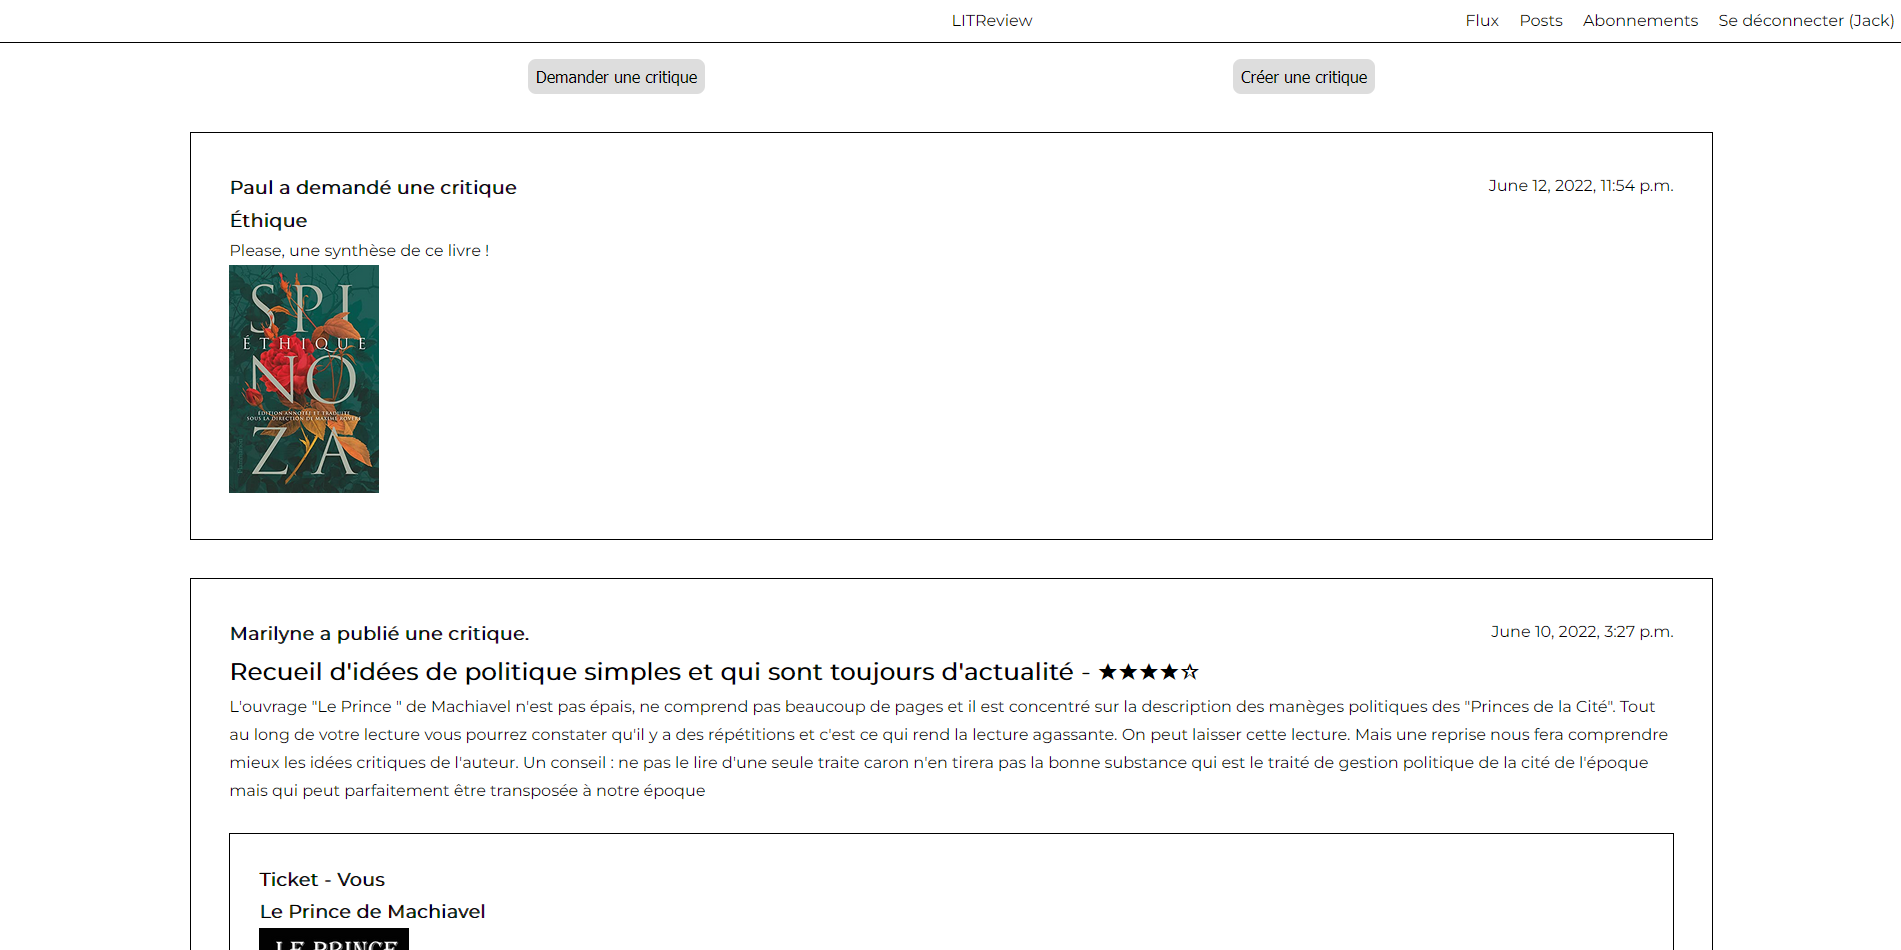 LITReview
Flux Posts Abonnements Se déconnecter (Jack)
Demander une critique
Créer une critique
Paul a demandé une critique
June 12, 2022, 11:54 p.m.
Éthique
Please, une synthèse de ce livre !
SPI
ÉTHIQUE
NO
ÉDITION ANNOTÉE ET TRADUITE
SOUS LA DIRECTION DE MAXIME ROVERE
ZA
Flammarion
Marilyne a publié une critique.
June 10, 2022, 3:27 p.m.
Recueil d'idées de politique simples et qui sont toujours d'actualité - ★★★★☆
L'ouvrage "Le Prince " de Machiavel n'est pas épais, ne comprend pas beaucoup de pages et il est concentré sur la description des manèges politiques des "Princes de la Cité". Tout
au long de votre lecture vous pourrez constater qu'il y a des répétitions et c'est ce qui rend la lecture agassante. On peut laisser cette lecture. Mais une reprise nous fera comprendre
mieux les idées critiques de l'auteur. Un conseil : ne pas le lire d'une seule traite caron n'en tirera pas la bonne substance qui est le traité de gestion politique de la cité de l'époque
mais qui peut parfaitement être transposée à notre époque
Ticket - Vous
Le Prince de Machiavel
LE PRINCE